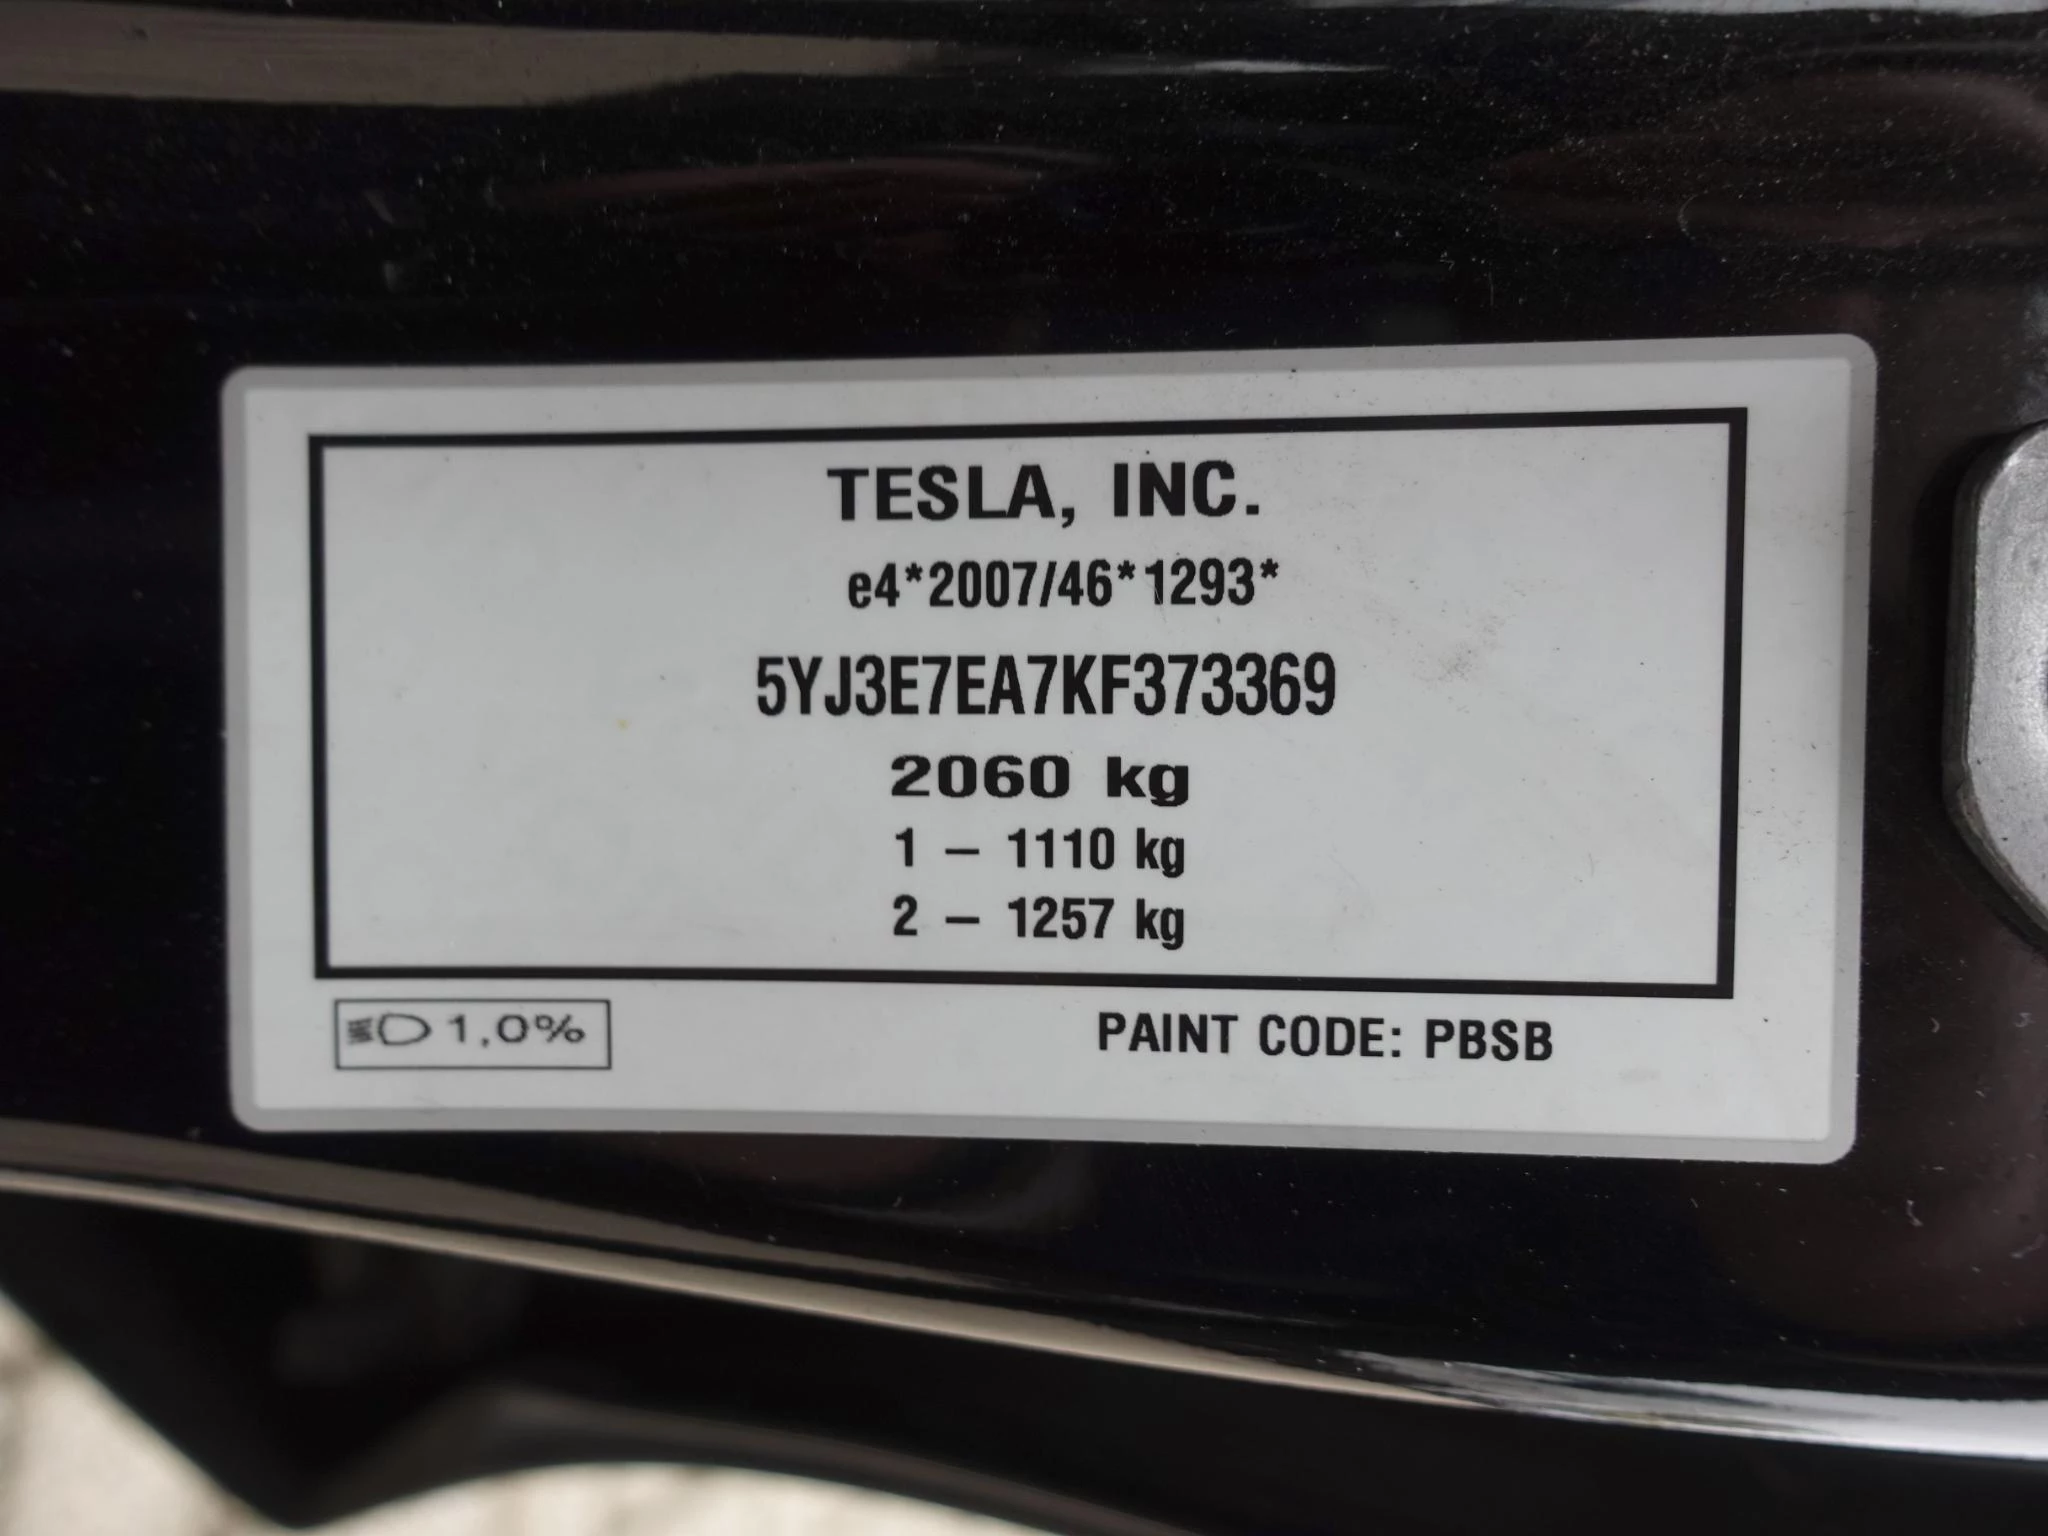 TESLA, INC.
e4*2007/46*1293*
5YJ3E7EA7KF373369
2060 kg
1 – 1110 kg
2 – 1257 kg
1,0%
PAINT CODE: PBSB